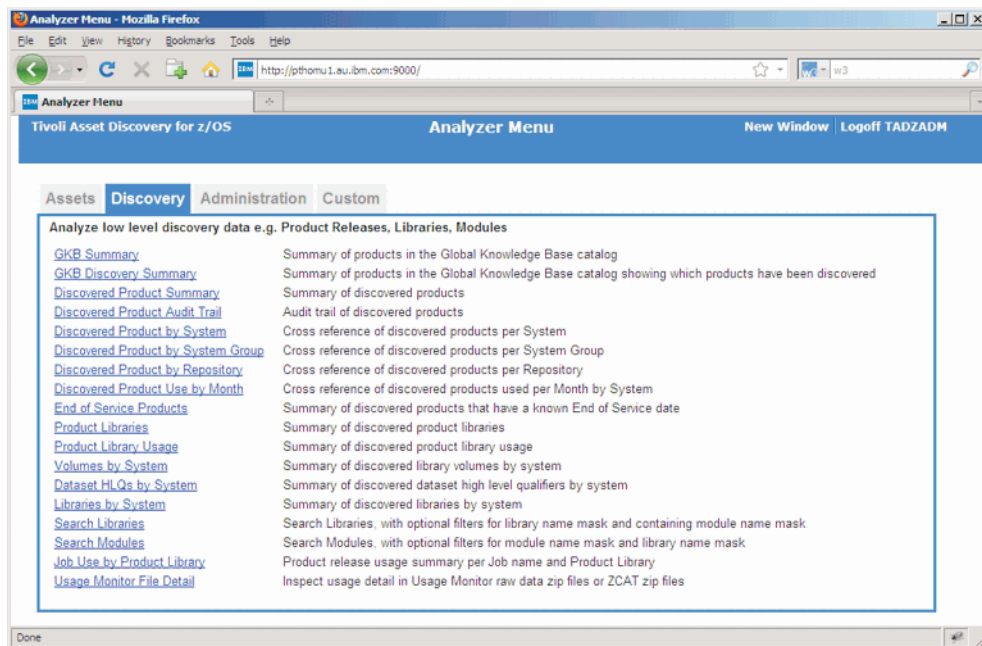 Analyzer Menu - Mozilla Firefox
File Edit View History Bookmarks Tools Help
IBM http://pthomu1.au.ibm.com:9000/ w3
IBM Analyzer Menu
Tivoli Asset Discovery for z/OS Analyzer Menu New Window Logoff TADZADM
Assets Discovery Administration Custom
Analyze low level discovery data e.g. Product Releases, Libraries, Modules
GKB Summary Summary of products in the Global Knowledge Base catalog
GKB Discovery Summary Summary of products in the Global Knowledge Base catalog showing which products have been discovered
Discovered Product Summary Summary of discovered products
Discovered Product Audit Trail Audit trail of discovered products
Discovered Product by System Cross reference of discovered products per System
Discovered Product by System Group Cross reference of discovered products per System Group
Discovered Product by Repository Cross reference of discovered products per Repository
Discovered Product Use by Month Cross reference of discovered products used per Month by System
End of Service Products Summary of discovered products that have a known End of Service date
Product Libraries Summary of discovered product libraries
Product Library Usage Summary of discovered product library usage
Volumes by System Summary of discovered library volumes by system
Dataset HLQs by System Summary of discovered dataset high level qualifiers by system
Libraries by System Summary of discovered libraries by system
Search Libraries Search Libraries, with optional filters for library name mask and containing module name mask
Search Modules Search Modules, with optional filters for module name mask and library name mask
Job Use by Product Library Product release usage summary per Job name and Product Library
Usage Monitor File Detail Inspect usage detail in Usage Monitor raw data zip files or ZCAT zip files
Done